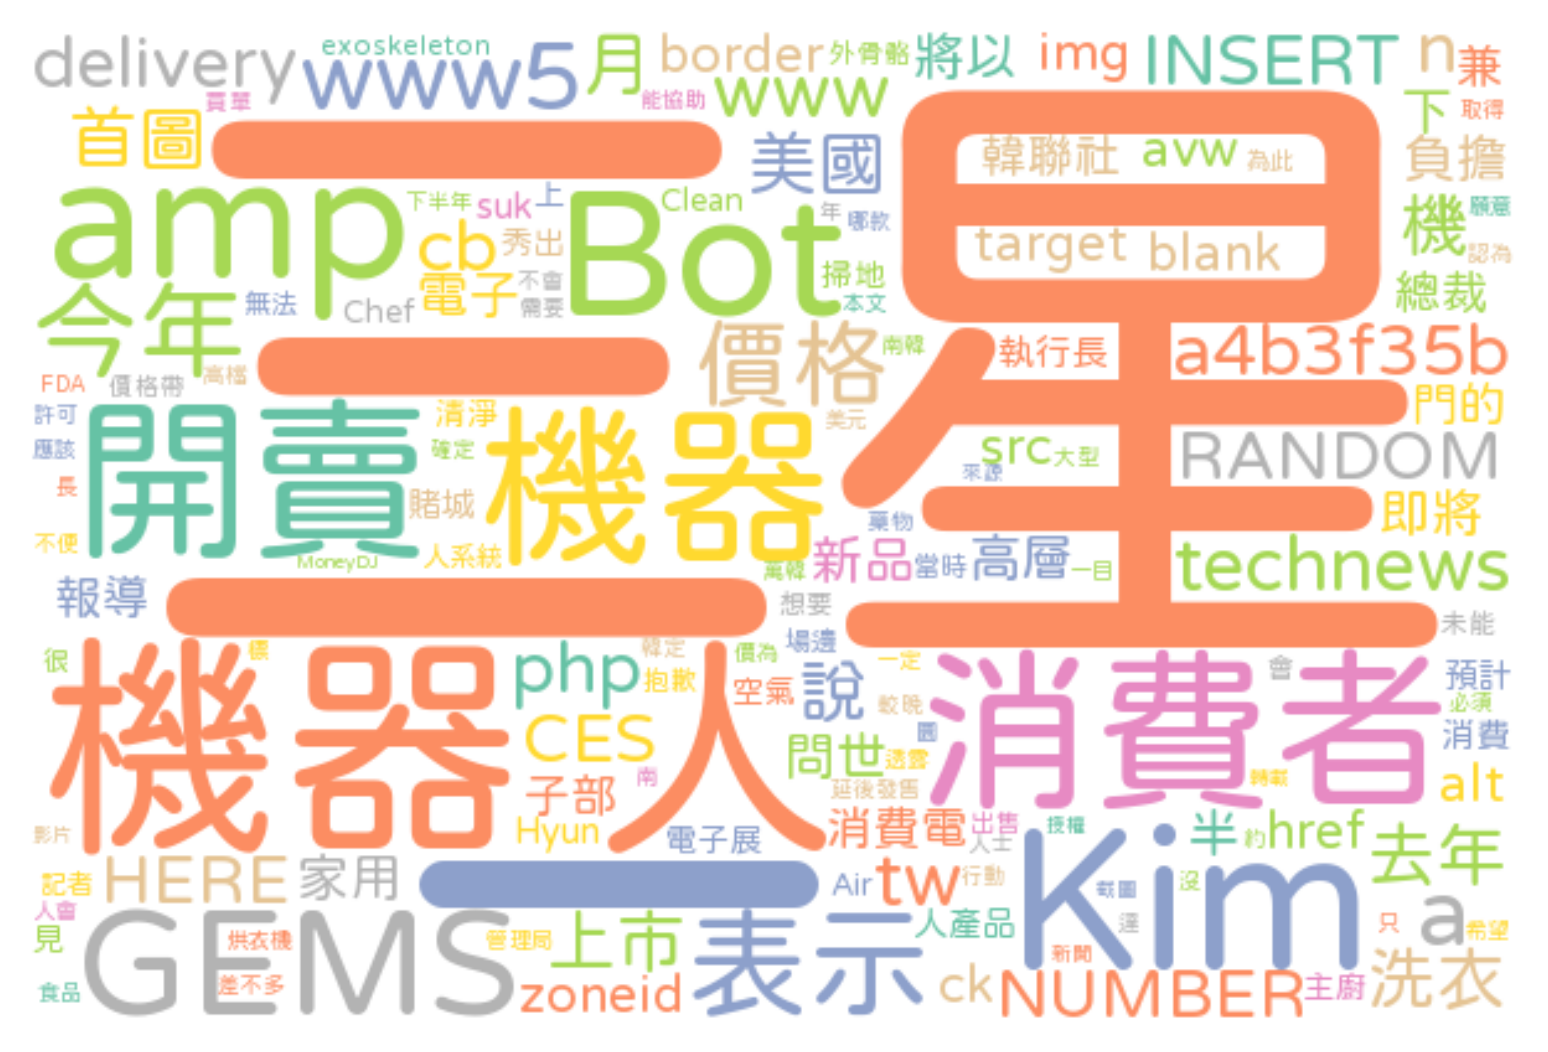 delivery
exoskeleton
www
5
月
border
外骨骼
將以
img
INSERT
n
兼
買單
能協助
www
下
取得
首圖
三星
美國
韓聯社
avw
為此
負擔
amp
下半年
suk
上
Bot
Clean
年
哪款
target
blank
機
願意
認為
cb
秀出
電子
不會
需要
掃地
本文
總裁
今年
無法
Chef
價格
南韓
執行長
a4b3f35b
FDA
價格帶
高檔
許可
應該
長
不便
開賣
清淨
確定
賭城
機器
美元
門的
src
大型
來源
RANDOM
藥物
即將
MoneyDJ
人系統
萬韓
新品
當時
高層
一目
technews
報導
想要
未能
很
機器人
php
韓定
抱歉
價為
場邊
空氣
說
一定
較晚
圓
消費者
會
預計
必須
消費
CES
子部
南
問世
透露
延後發售
轉載
alt
影片
Hyun
電子展
消費電
出售
人士
授權
Kim
半
約
href
去年
記者
HERE
家用
一
Air
tw
行動
截圖
沒
人會
見
GEMS
烘衣機
差不多
管理局
上市
表示
人產品
達
只
a
希望
食品
zoneid
ck
新聞
NUMBER
主廚
洗衣